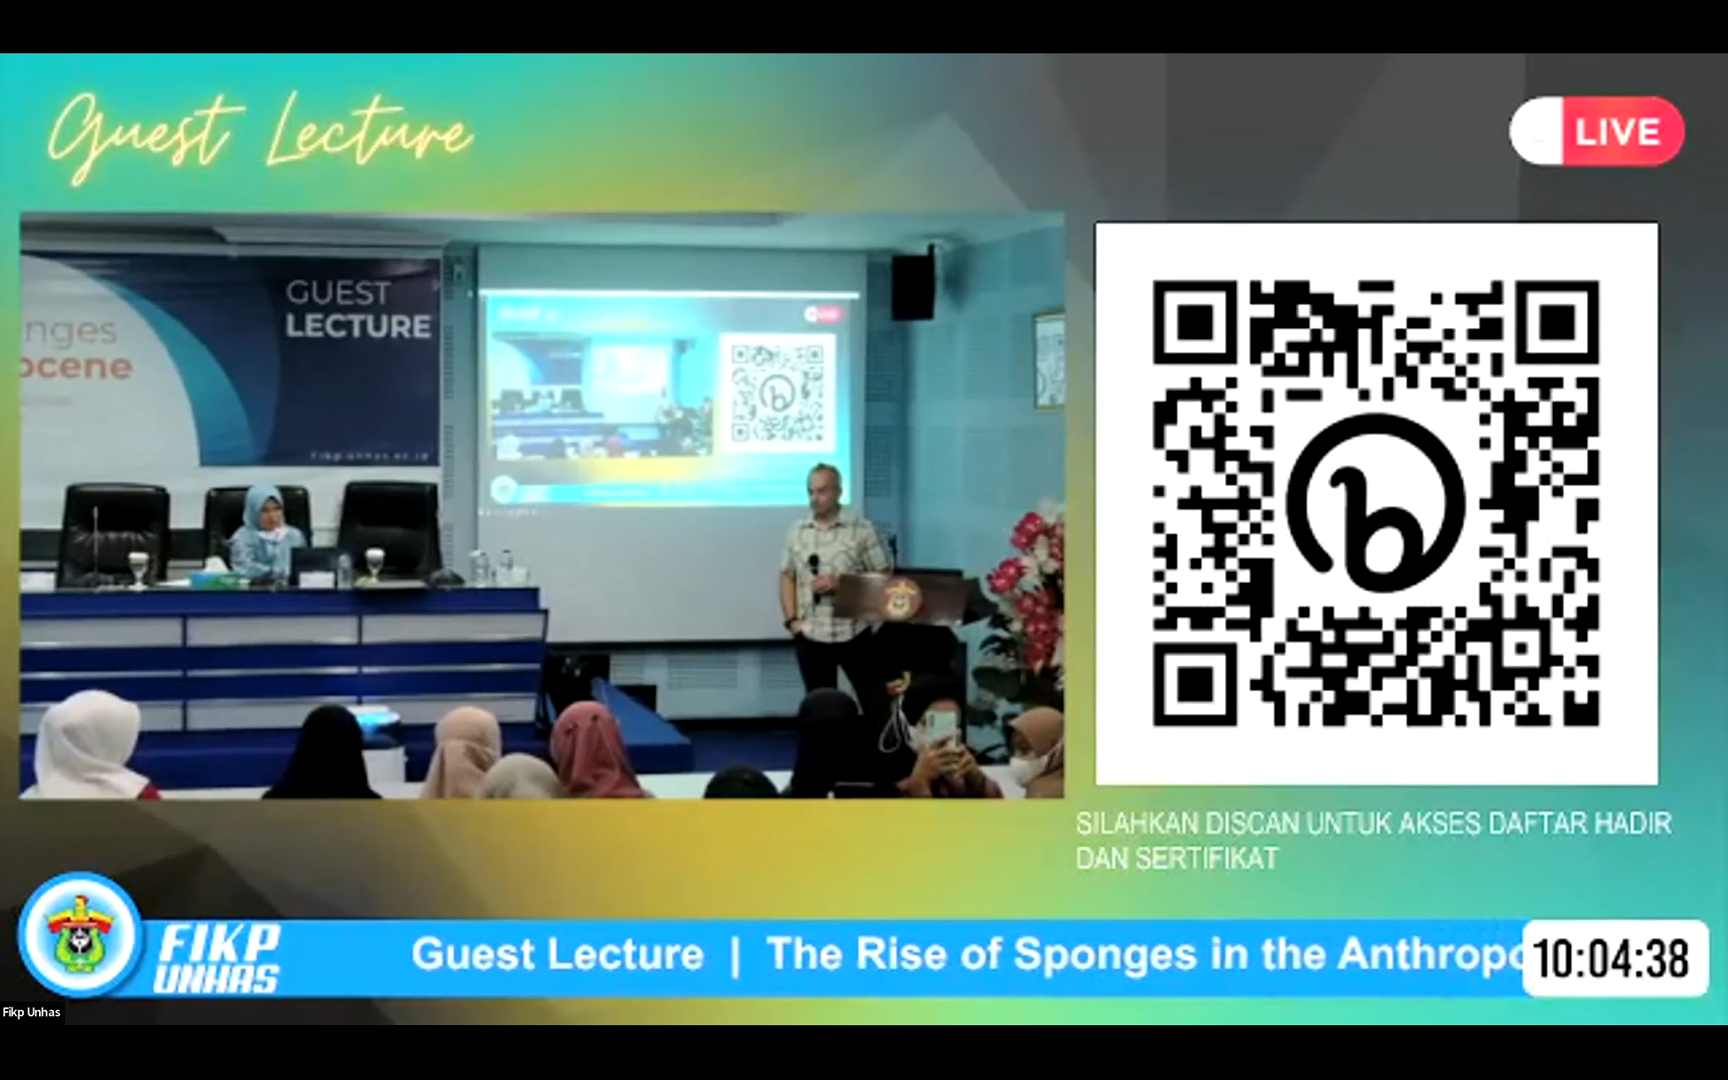 Guest Lecture
LIVE
GUEST
LECTURE
nges
ocene
SILAHKAN DISCAN UNTUK AKSES DAFTAR HADIR
DAN SERTIFIKAT
FIKP
UNHAS
Guest Lecture | The Rise of Sponges in the Anthropo
10:04:38
Fikp Unhas